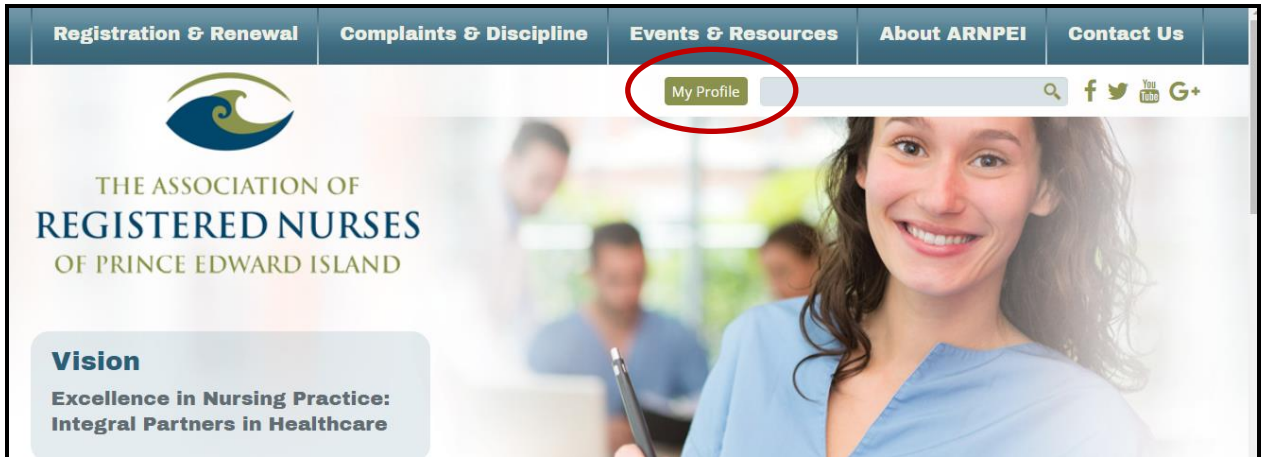 Registration & Renewal Complaints & Discipline Events & Resources About ARNPEI Contact Us
My Profile
f You Tube G+
THE ASSOCIATION OF
REGISTERED NURSES
OF PRINCE EDWARD ISLAND
Vision
Excellence in Nursing Practice:
Integral Partners in Healthcare